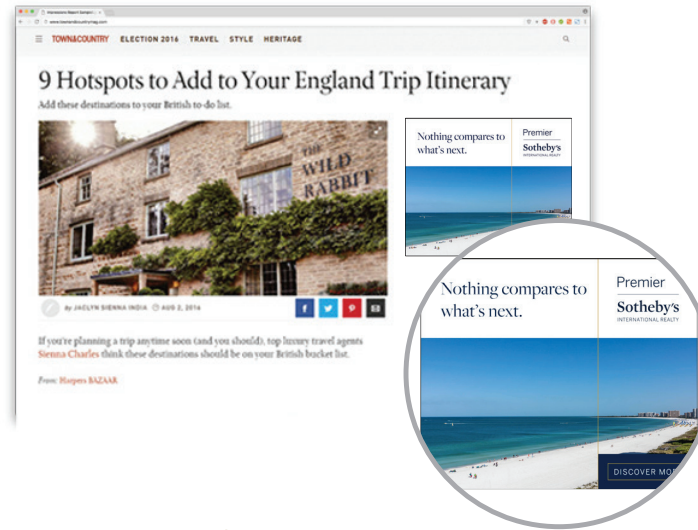 www.townandcountrymag.com
TOWN&COUNTRY ELECTION 2016 TRAVEL STYLE HERITAGE
9 Hotspots to Add to Your England Trip Itinerary
Add these destinations to your British to-do list.
THE
WILD
RABBIT
by JACLYN SIENNA INDIA AUG 2, 2016
If you're planning a trip anytime soon (and you should), top luxury travel agents
Sienna Charles think these destinations should be on your British bucket list.
From: Harpers BAZAAR
Nothing compares to
what's next.
Premier
Sotheby's
INTERNATIONAL REALTY
Nothing compares to
what's next.
Premier
Sotheby's
INTERNATIONAL REALTY
DISCOVER MO